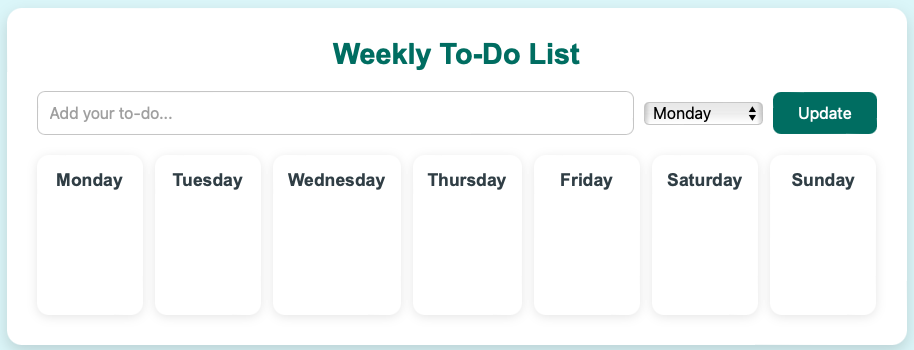 Weekly To-Do List
Add your to-do... Monday Update
Monday Tuesday Wednesday Thursday Friday Saturday Sunday